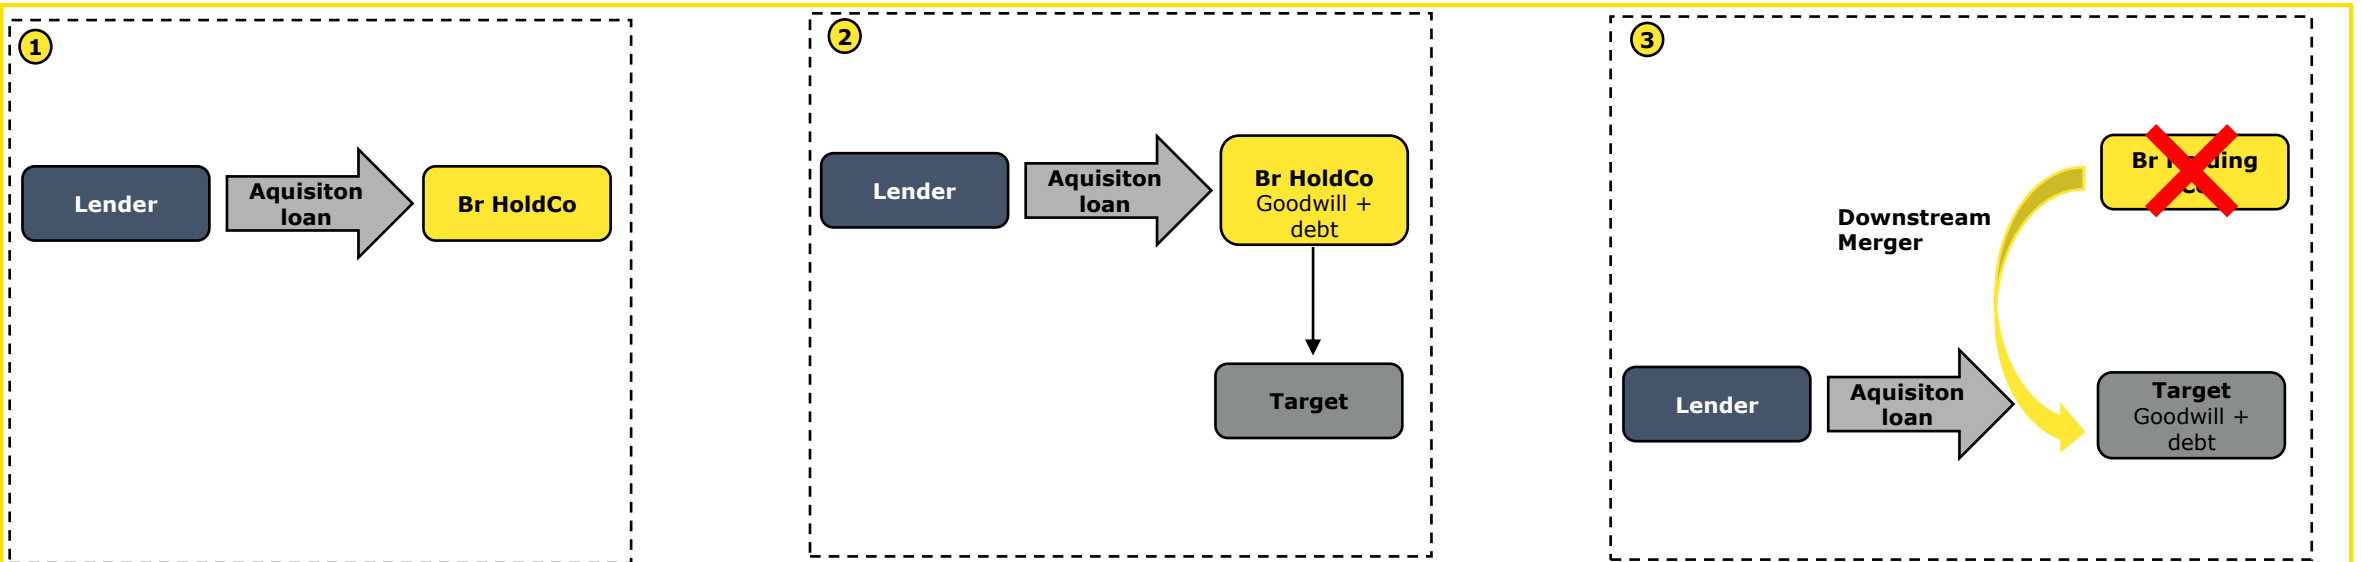 1
Lender
Aquisiton
loan
Br HoldCo
2
Lender
Aquisiton
loan
Br HoldCo
Goodwill +
debt
Target
3
Br
Downstream
Merger
Lender
Aquisiton
loan
Target
Goodwill +
debt